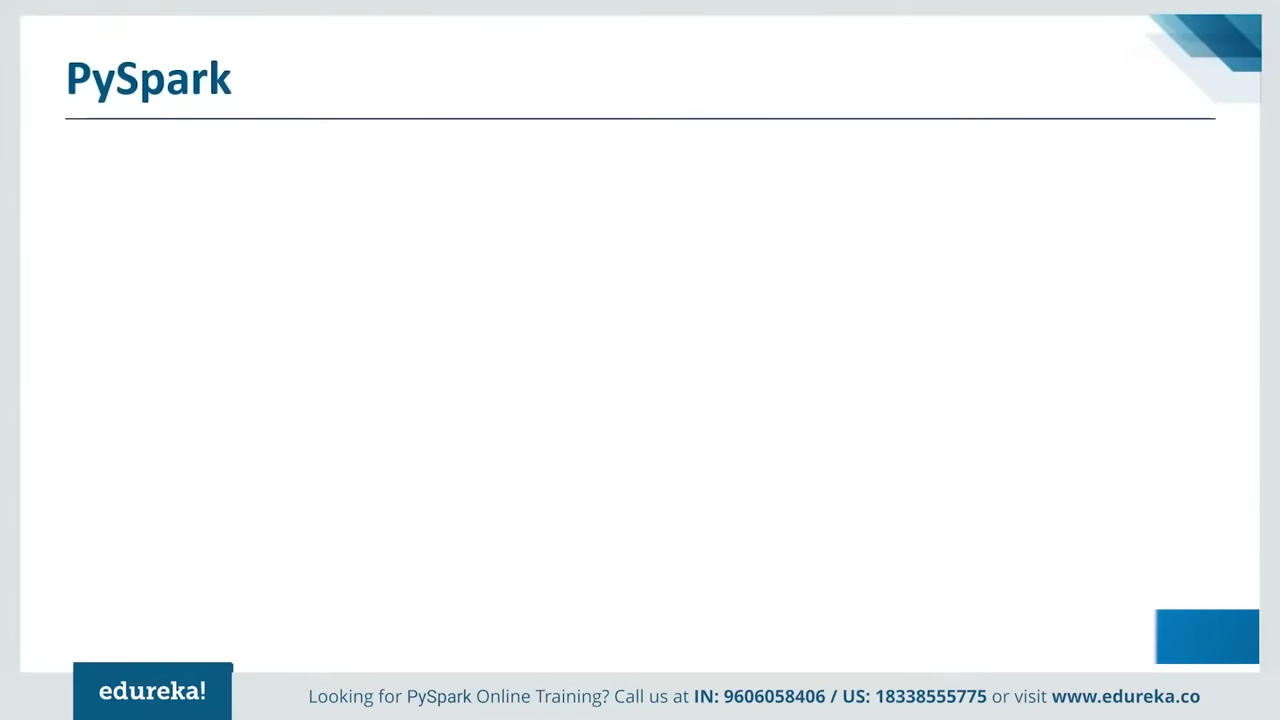 PySpark
edureka!
Looking for PySpark Online Training? Call us at IN: 9606058406 / US: 18338555775 or visit www.edureka.co